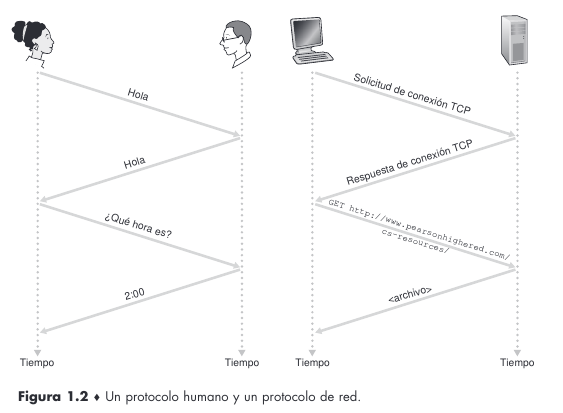 Hola
Hola
¿Qué hora es?
2:00
Tiempo
Tiempo
Solicitud de conexión TCP
Respuesta de conexión TCP
GET http://www.pearsonhighered.com/
cs-resources/
<archivo>
Tiempo
Tiempo
Figura 1.2 ♦ Un protocolo humano y un protocolo de red.